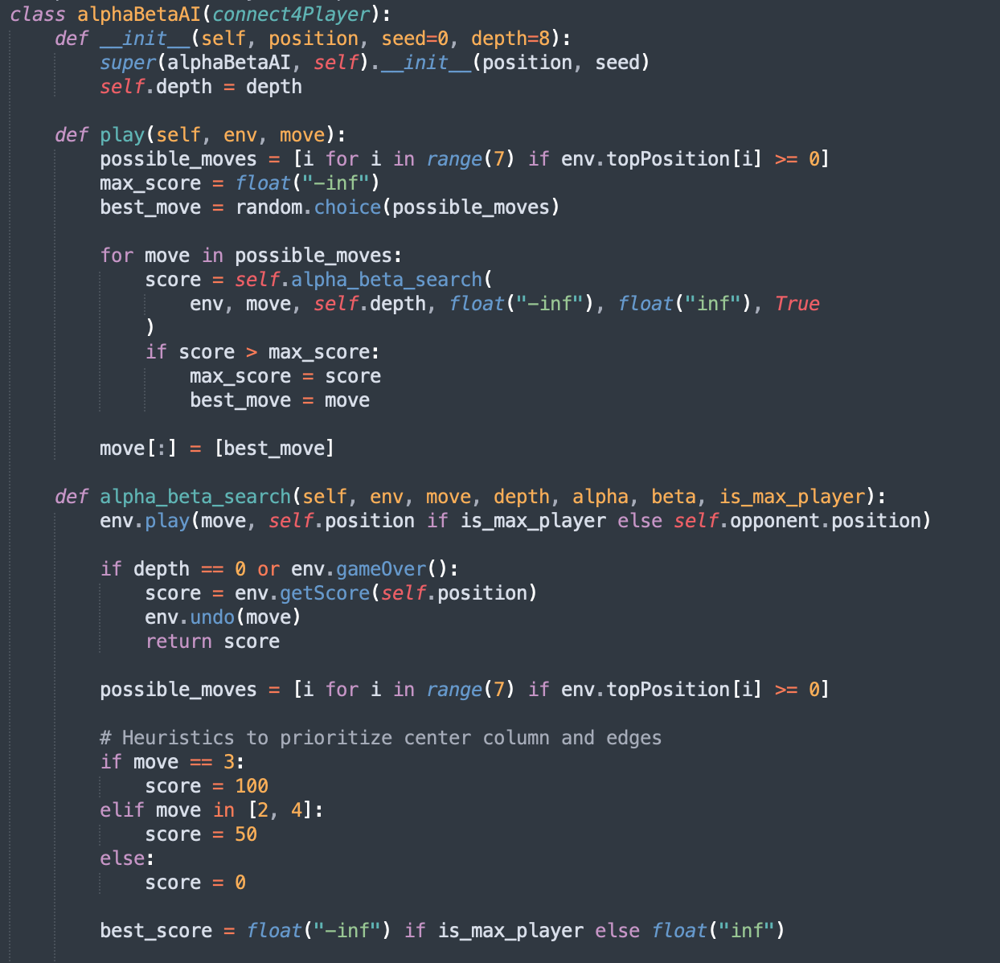 class alphaBetaAI(connect4Player):
    def __init__(self, position, seed=0, depth=8):
        super(alphaBetaAI, self).__init__(position, seed)
        self.depth = depth

    def play(self, env, move):
        possible_moves = [i for i in range(7) if env.topPosition[i] >= 0]
        max_score = float("-inf")
        best_move = random.choice(possible_moves)

        for move in possible_moves:
            score = self.alpha_beta_search(
                env, move, self.depth, float("-inf"), float("inf"), True
            )
            if score > max_score:
                max_score = score
                best_move = move

        move[:] = [best_move]

    def alpha_beta_search(self, env, move, depth, alpha, beta, is_max_player):
        env.play(move, self.position if is_max_player else self.opponent.position)

        if depth == 0 or env.gameOver():
            score = env.getScore(self.position)
            env.undo(move)
            return score

        possible_moves = [i for i in range(7) if env.topPosition[i] >= 0]

        # Heuristics to prioritize center column and edges
        if move == 3:
            score = 100
        elif move in [2, 4]:
            score = 50
        else:
            score = 0

        best_score = float("-inf") if is_max_player else float("inf")